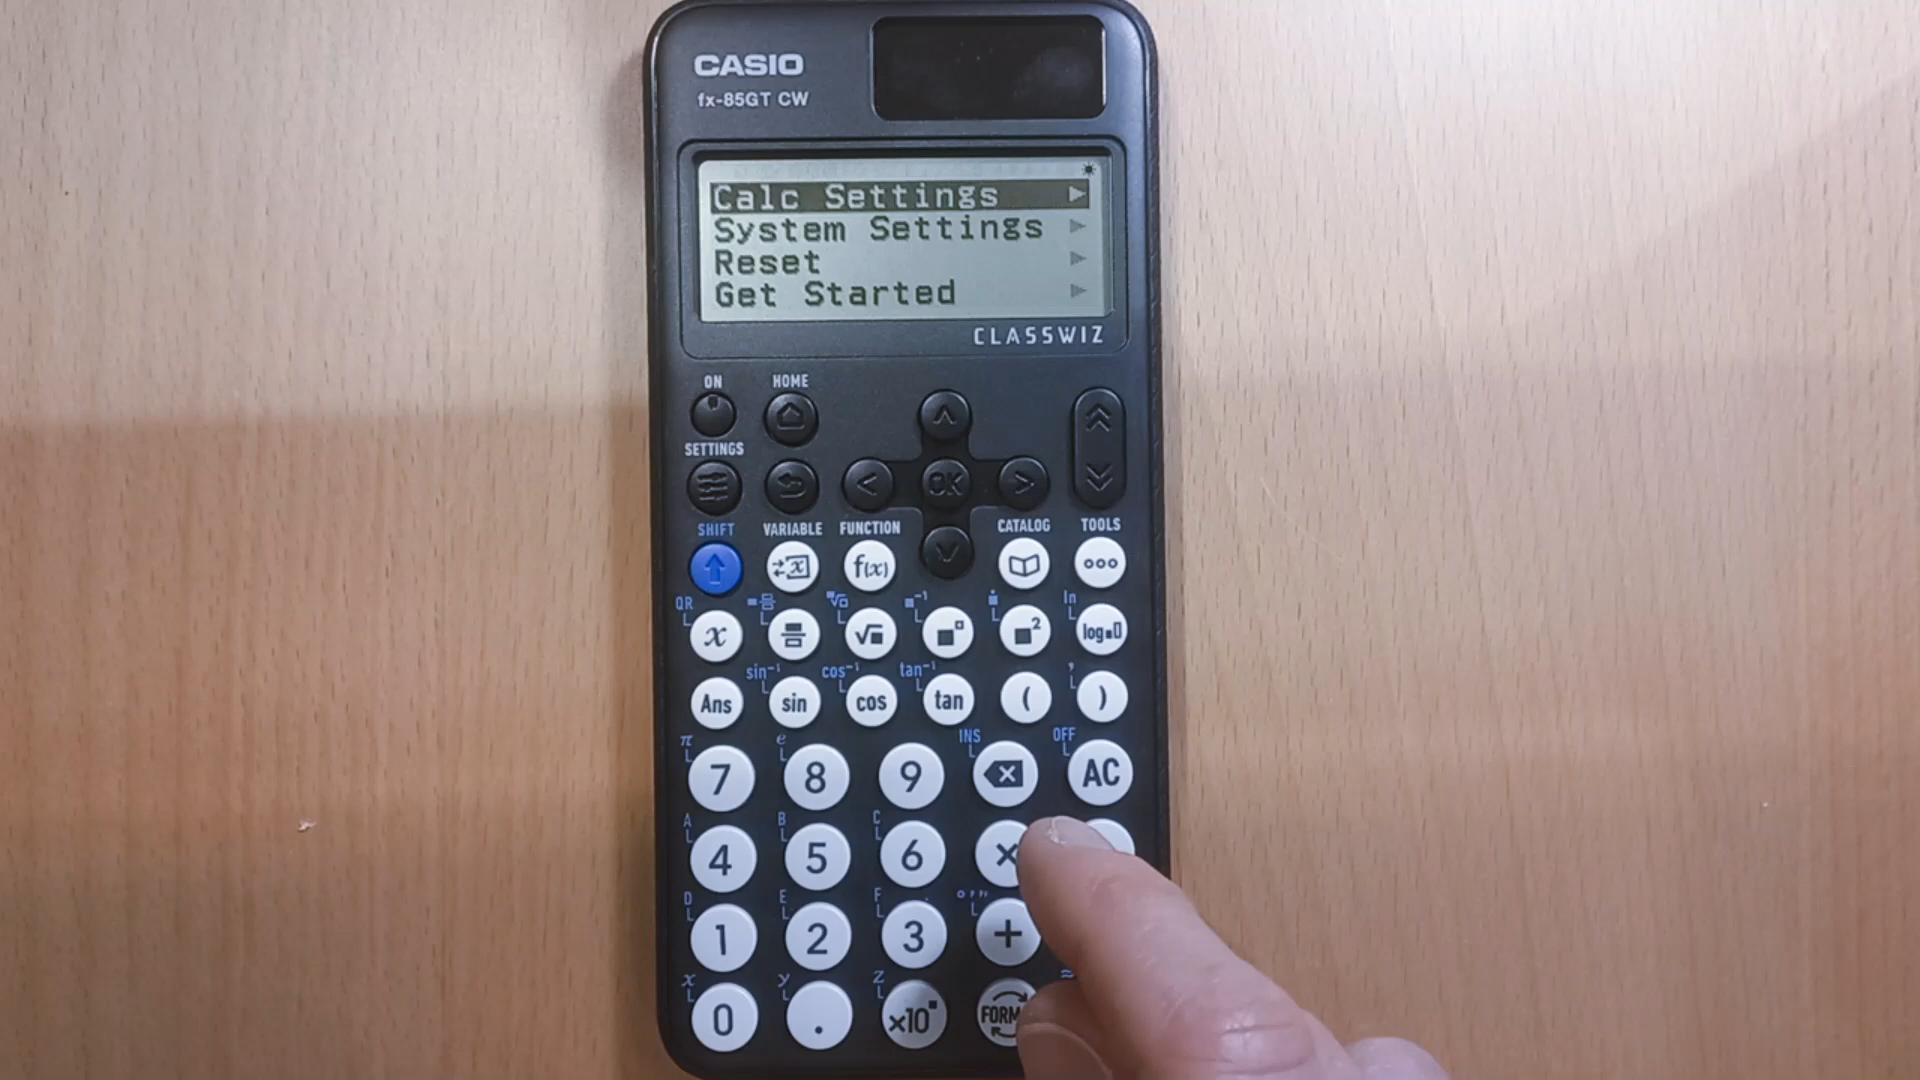 CASIO
fx-85GT CW
Calc Settings
System Settings
Reset
Get Started
CLASSWIZ
ON HOME
SETTINGS
OK
SHIFT VARIABLE FUNCTION CATALOG TOOLS
x f(x)
QR √ -1 ln
x √ 2 log
sin-1 cos-1 tan-1 ,
Ans sin cos tan ( )
π e INS OFF
7 8 9 AC
A B C
4 5 6 ×
D E F ° ′ ″
1 2 3 +
x y z ≈
0 . ×10